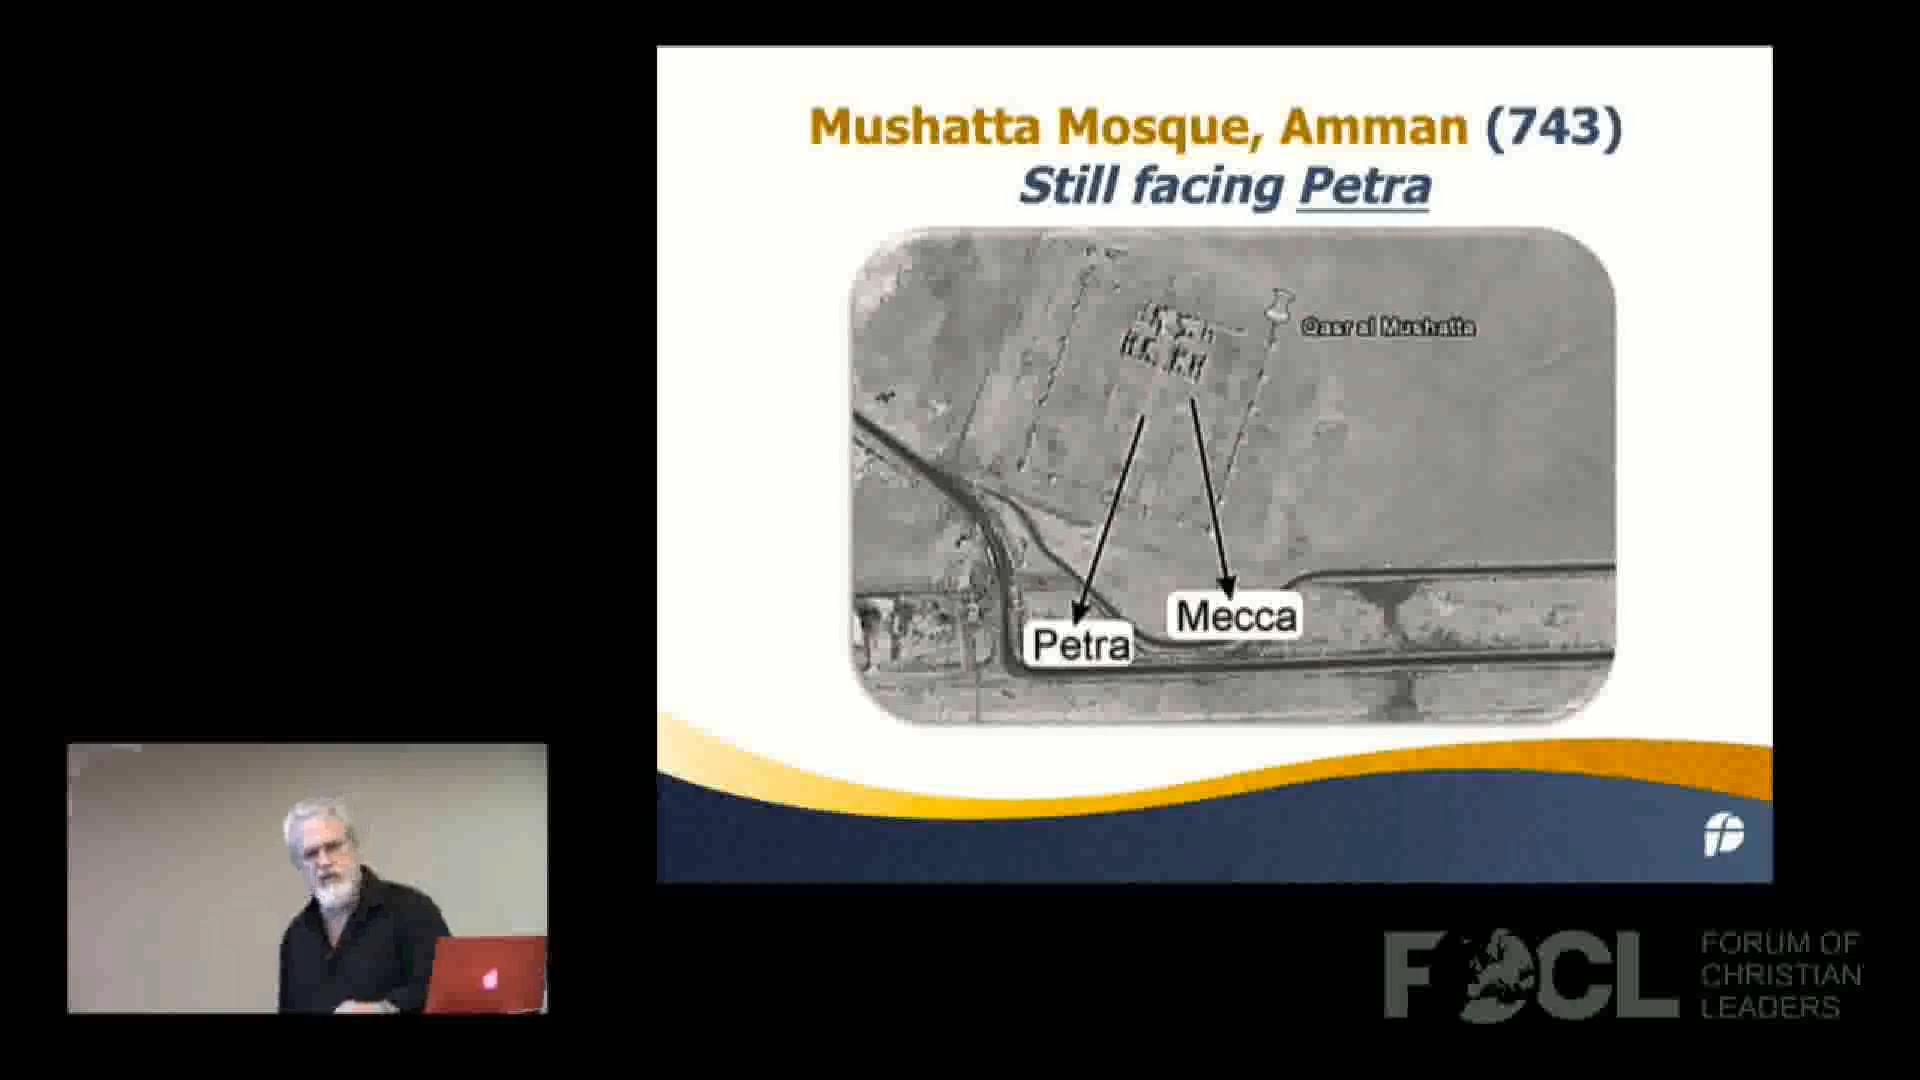 Mushatta Mosque, Amman (743)
Still facing Petra
Qasr al Mushatta
Petra
Mecca
FOCL
FORUM OF
CHRISTIAN
LEADERS